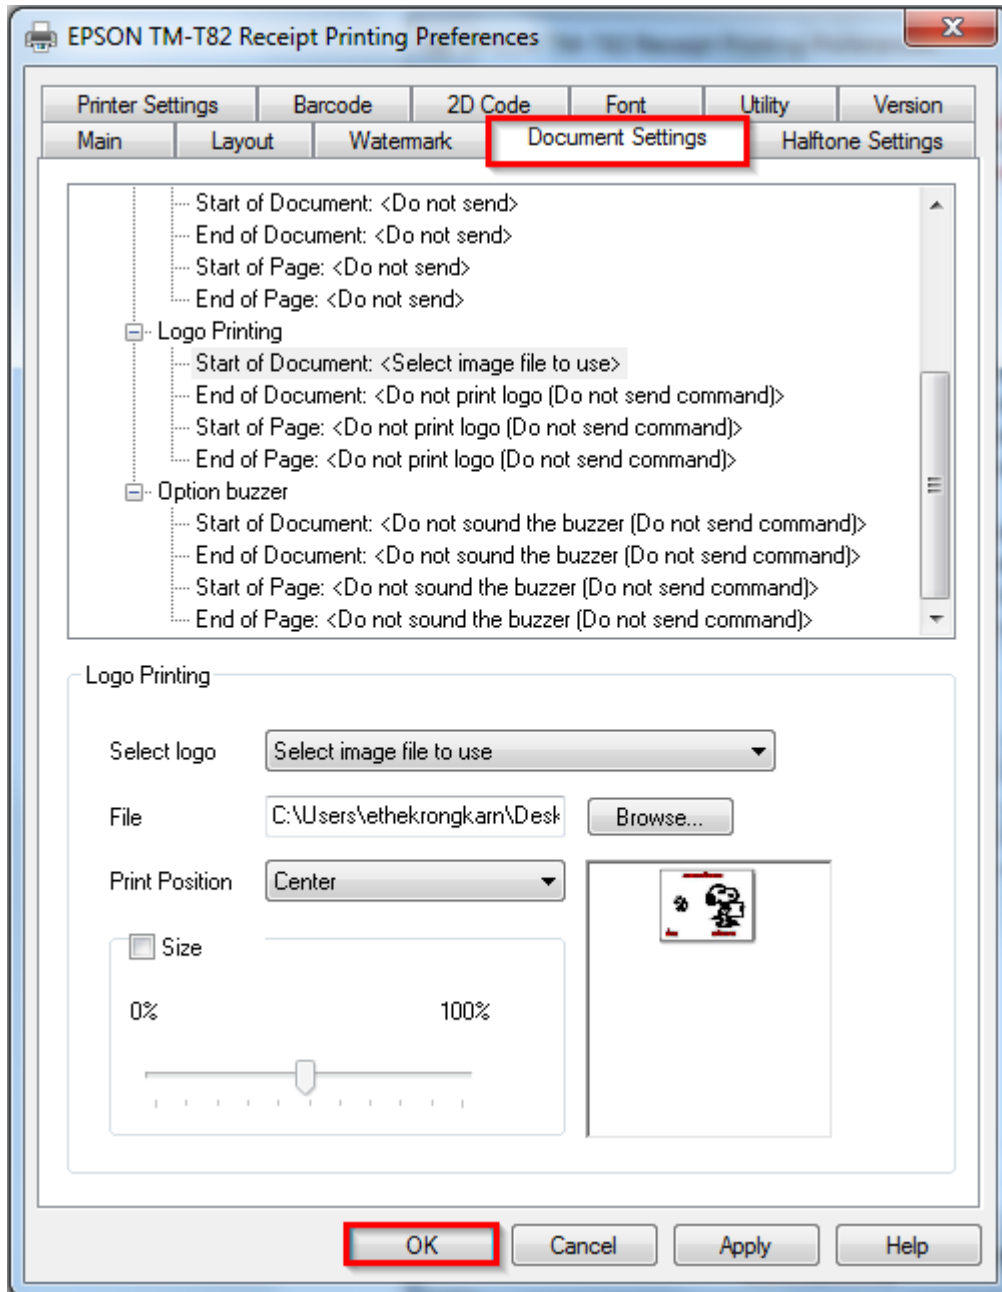 EPSON TM-T82 Receipt Printing Preferences
Printer Settings Barcode 2D Code Font Utility Version
Main Layout Watermark Document Settings Halftone Settings
Start of Document: <Do not send>
End of Document: <Do not send>
Start of Page: <Do not send>
End of Page: <Do not send>
Logo Printing
Start of Document: <Select image file to use>
End of Document: <Do not print logo (Do not send command)>
Start of Page: <Do not print logo (Do not send command)>
End of Page: <Do not print logo (Do not send command)>
Option buzzer
Start of Document: <Do not sound the buzzer (Do not send command)>
End of Document: <Do not sound the buzzer (Do not send command)>
Start of Page: <Do not sound the buzzer (Do not send command)>
End of Page: <Do not sound the buzzer (Do not send command)>
Logo Printing
Select logo Select image file to use
File C:\Users\ethekrongkarn\Desk Browse...
Print Position Center
Size
0% 100%
OK Cancel Apply Help